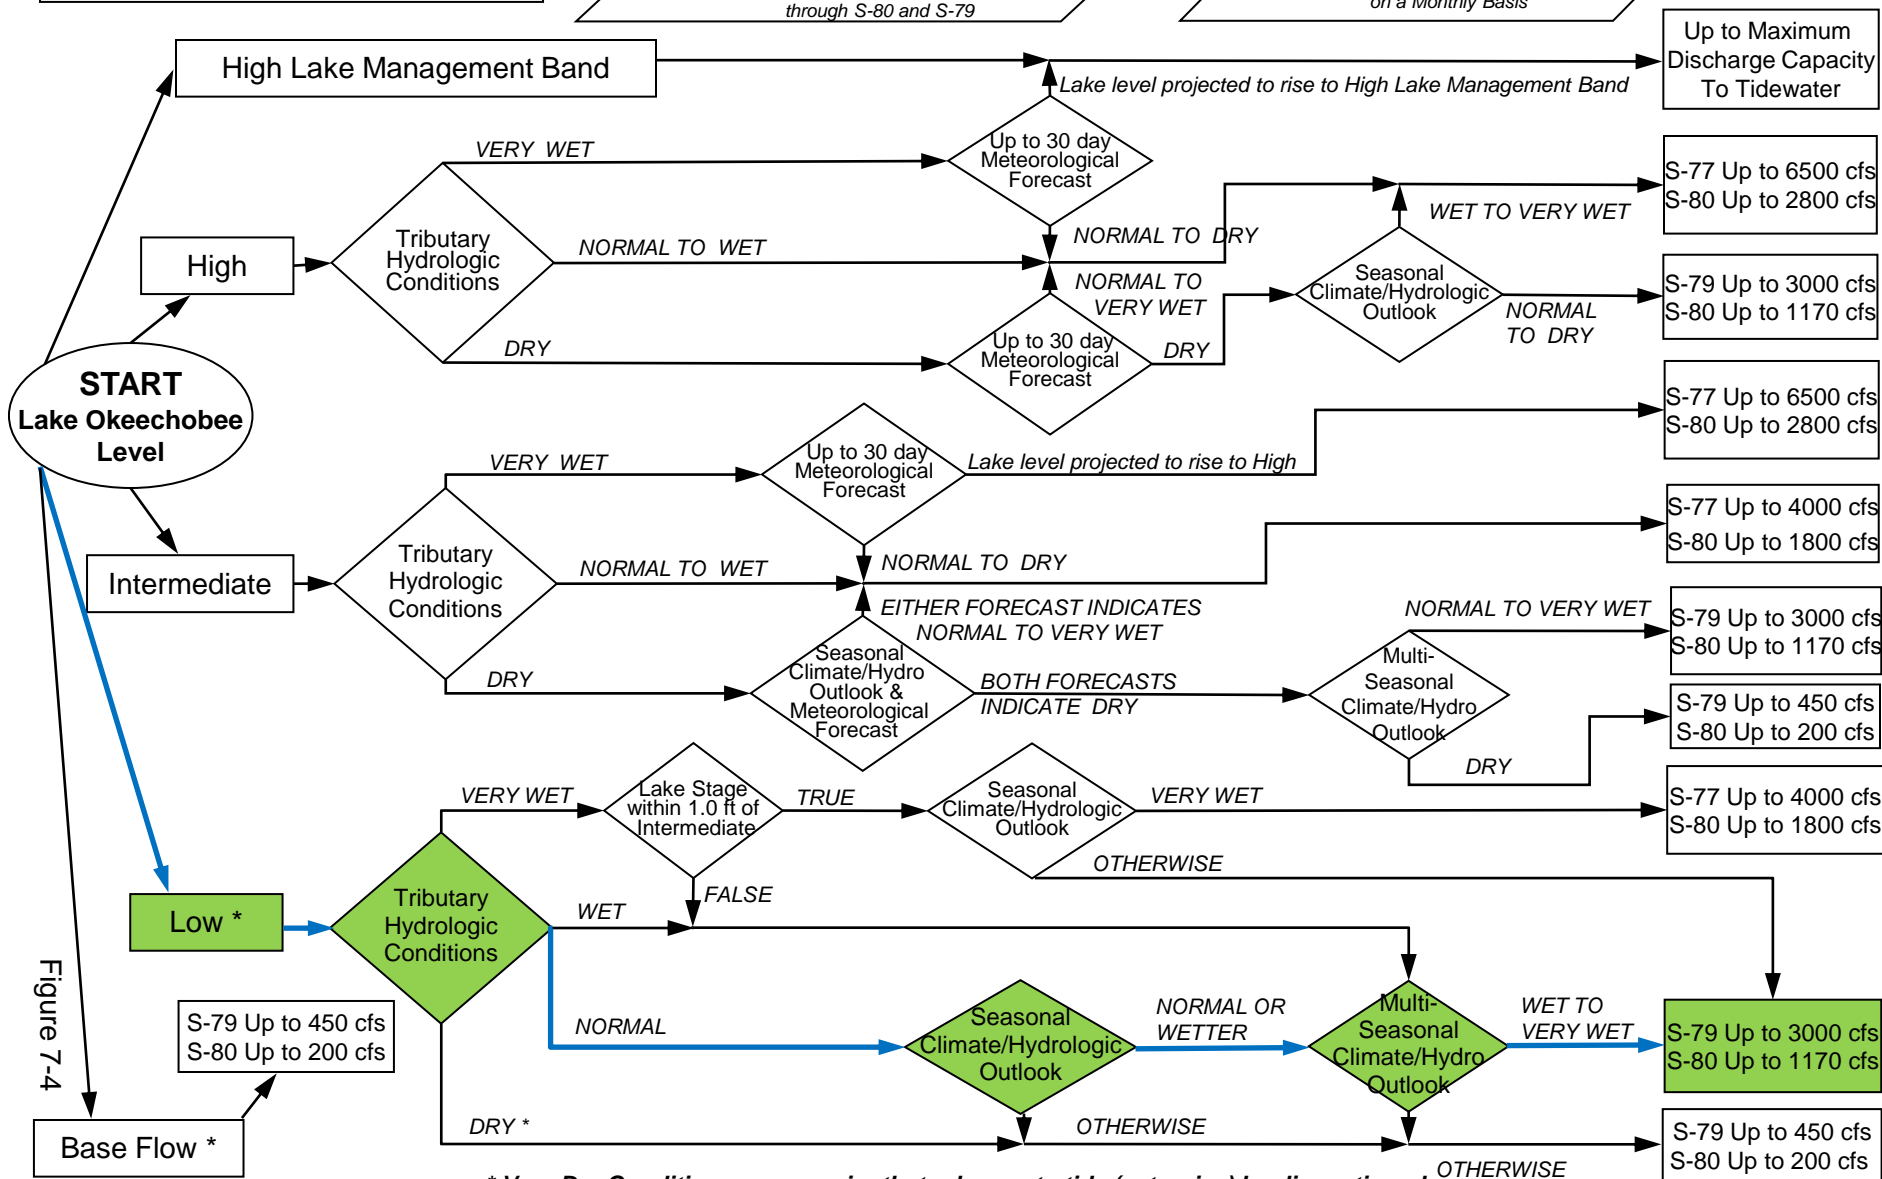 through S-80 and S-79
on a Monthly Basis
High Lake Management Band
Lake level projected to rise to High Lake Management Band
Up to Maximum
Discharge Capacity
To Tidewater
VERY WET
Up to 30 day
Meteorological
Forecast
S-77 Up to 6500 cfs
S-80 Up to 2800 cfs
High
Tributary
Hydrologic
Conditions
NORMAL TO WET
NORMAL TO DRY
WET TO VERY WET
NORMAL TO
VERY WET
Seasonal
Climate/Hydrologic
Outlook
NORMAL
TO DRY
S-79 Up to 3000 cfs
S-80 Up to 1170 cfs
DRY
Up to 30 day
Meteorological
Forecast
DRY
START
Lake Okeechobee
Level
S-77 Up to 6500 cfs
S-80 Up to 2800 cfs
VERY WET
Up to 30 day
Meteorological
Forecast
Lake level projected to rise to High
S-77 Up to 4000 cfs
S-80 Up to 1800 cfs
Intermediate
Tributary
Hydrologic
Conditions
NORMAL TO WET
NORMAL TO DRY
EITHER FORECAST INDICATES
NORMAL TO VERY WET
NORMAL TO VERY WET
S-79 Up to 3000 cfs
S-80 Up to 1170 cfs
DRY
Seasonal
Climate/Hydro
Outlook &
Meteorological
Forecast
BOTH FORECASTS
INDICATE DRY
Multi-
Seasonal
Climate/Hydro
Outlook
DRY
S-79 Up to 450 cfs
S-80 Up to 200 cfs
VERY WET
Lake Stage
within 1.0 ft of
Intermediate
TRUE
Seasonal
Climate/Hydrologic
Outlook
VERY WET
S-77 Up to 4000 cfs
S-80 Up to 1800 cfs
OTHERWISE
FALSE
Low *
Tributary
Hydrologic
Conditions
WET
NORMAL
Seasonal
Climate/Hydrologic
Outlook
NORMAL OR
WETTER
Multi-
Seasonal
Climate/Hydro
Outlook
WET TO
VERY WET
S-79 Up to 3000 cfs
S-80 Up to 1170 cfs
Figure 7-4
S-79 Up to 450 cfs
S-80 Up to 200 cfs
Base Flow *
DRY *
OTHERWISE
OTHERWISE
S-79 Up to 450 cfs
S-80 Up to 200 cfs